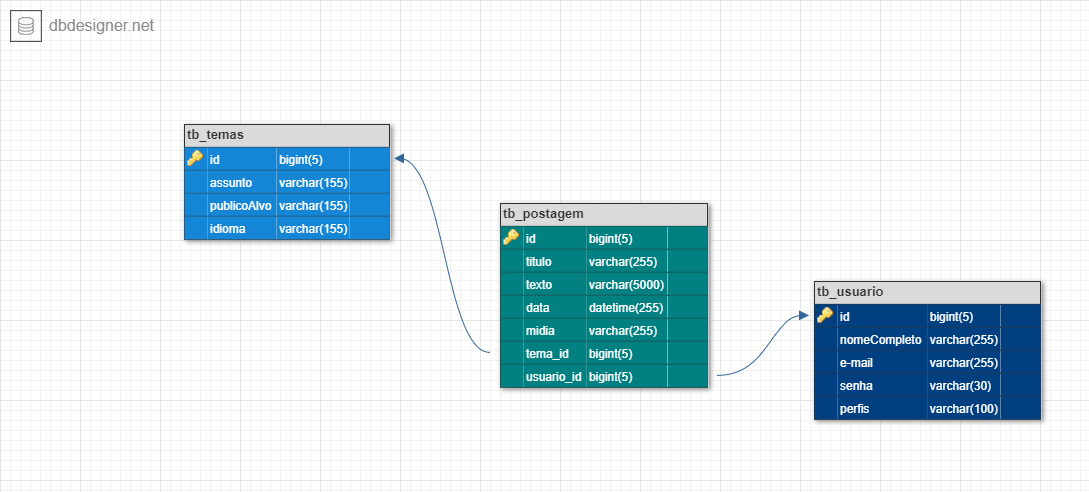 dbdesigner.net
tb_temas
id bigint(5)
assunto varchar(155)
publicoAlvo varchar(155)
idioma varchar(155)
tb_postagem
id bigint(5)
titulo varchar(255)
texto varchar(5000)
data datetime(255)
midia varchar(255)
tema_id bigint(5)
usuario_id bigint(5)
tb_usuario
id bigint(5)
nomeCompleto varchar(255)
e-mail varchar(255)
senha varchar(30)
perfis varchar(100)